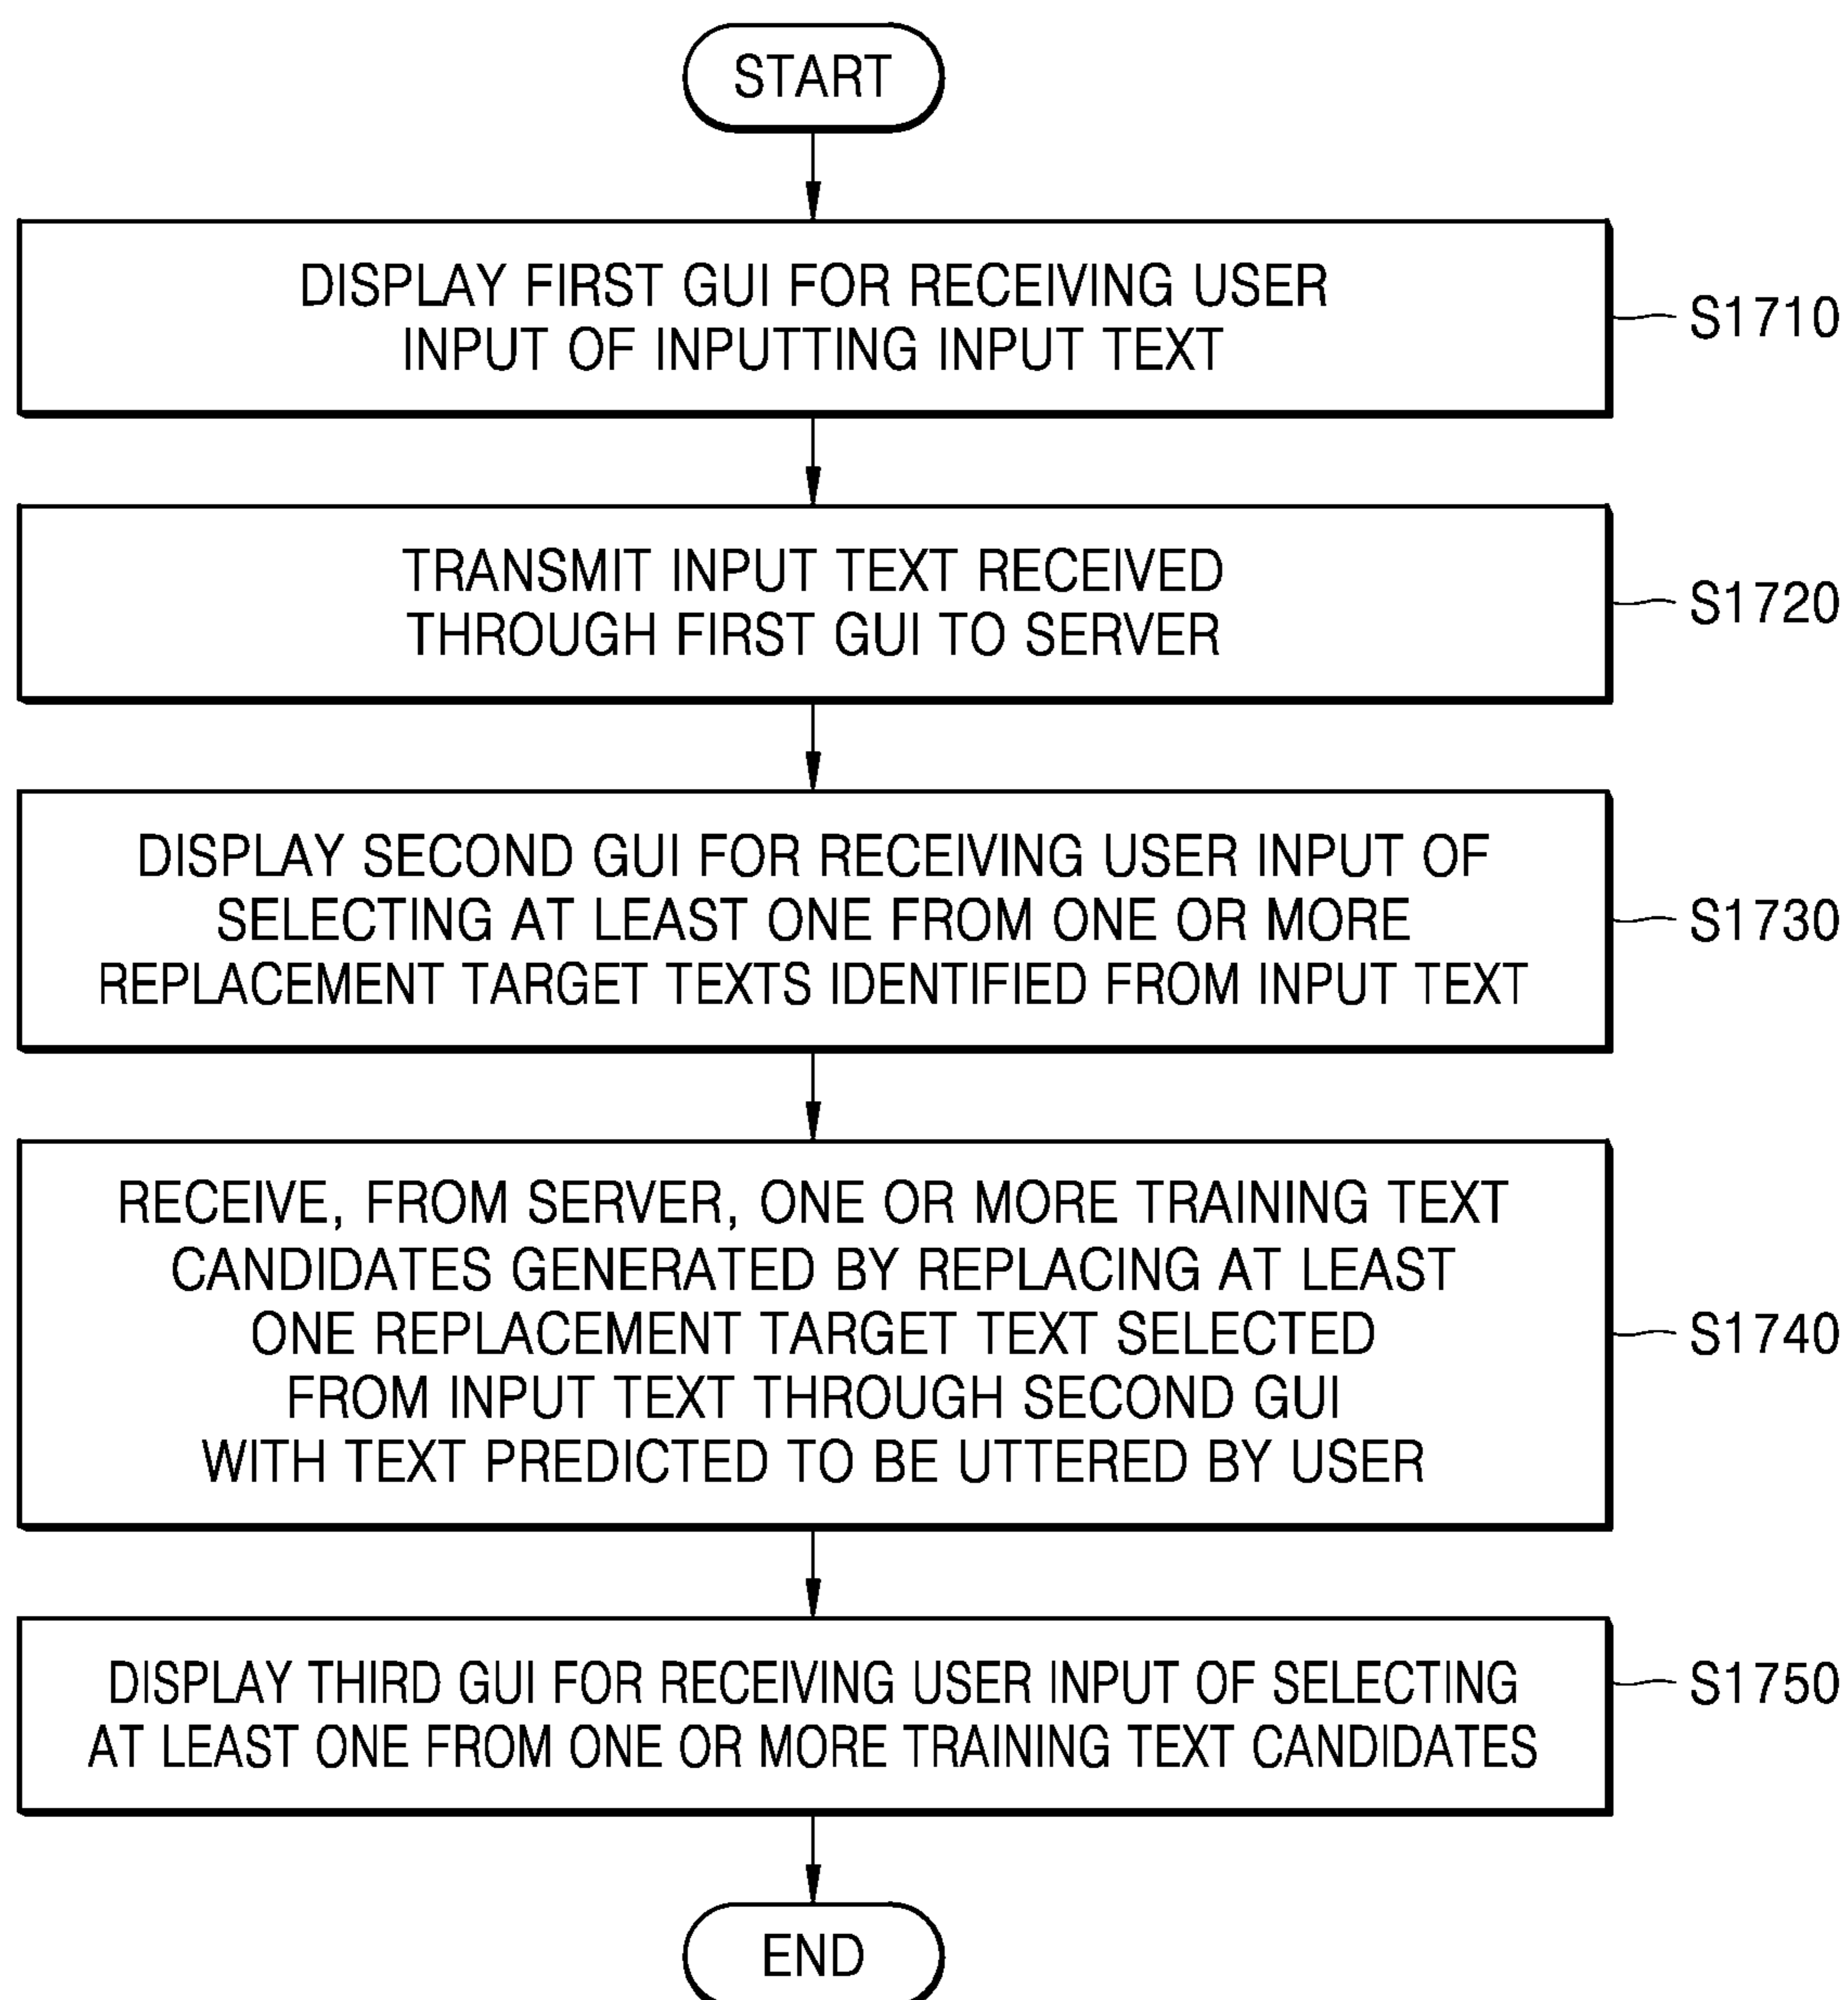 START
DISPLAY FIRST GUI FOR RECEIVING USER
INPUT OF INPUTTING INPUT TEXT
S1710
TRANSMIT INPUT TEXT RECEIVED
THROUGH FIRST GUI TO SERVER
S1720
DISPLAY SECOND GUI FOR RECEIVING USER INPUT OF
SELECTING AT LEAST ONE FROM ONE OR MORE
REPLACEMENT TARGET TEXTS IDENTIFIED FROM INPUT TEXT
S1730
RECEIVE, FROM SERVER, ONE OR MORE TRAINING TEXT
CANDIDATES GENERATED BY REPLACING AT LEAST
ONE REPLACEMENT TARGET TEXT SELECTED
FROM INPUT TEXT THROUGH SECOND GUI
WITH TEXT PREDICTED TO BE UTTERED BY USER
S1740
DISPLAY THIRD GUI FOR RECEIVING USER INPUT OF SELECTING
AT LEAST ONE FROM ONE OR MORE TRAINING TEXT CANDIDATES
S1750
END